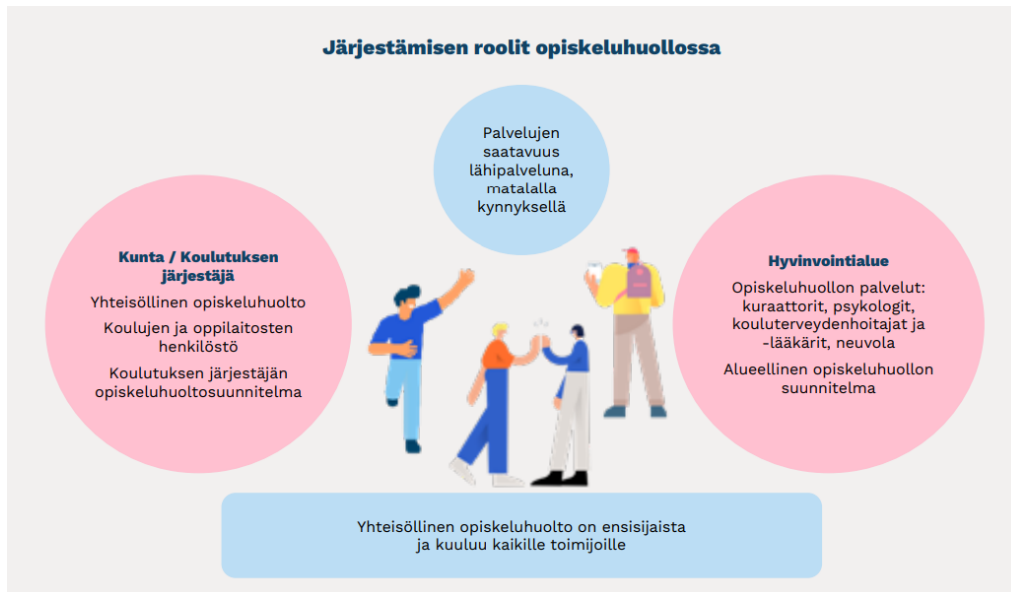 Järjestämisen roolit opiskeluhuollossa
Palvelujen
saatavuus
lähipalveluna,
matalalla
kynnyksellä
Kunta / Koulutuksen
järjestäjä
Yhteisöllinen opiskeluhuolto
Koulujen ja oppilaitosten
henkilöstö
Koulutuksen järjestäjän
opiskeluhuoltosuunnitelma
Hyvinvointialue
Opiskeluhuollon palvelut:
kuraattorit, psykologit,
kouluterveydenhoitajat ja
-lääkärit, neuvola
Alueellinen opiskeluhuollon
suunnitelma
Yhteisöllinen opiskeluhuolto on ensisijaista
ja kuuluu kaikille toimijoille